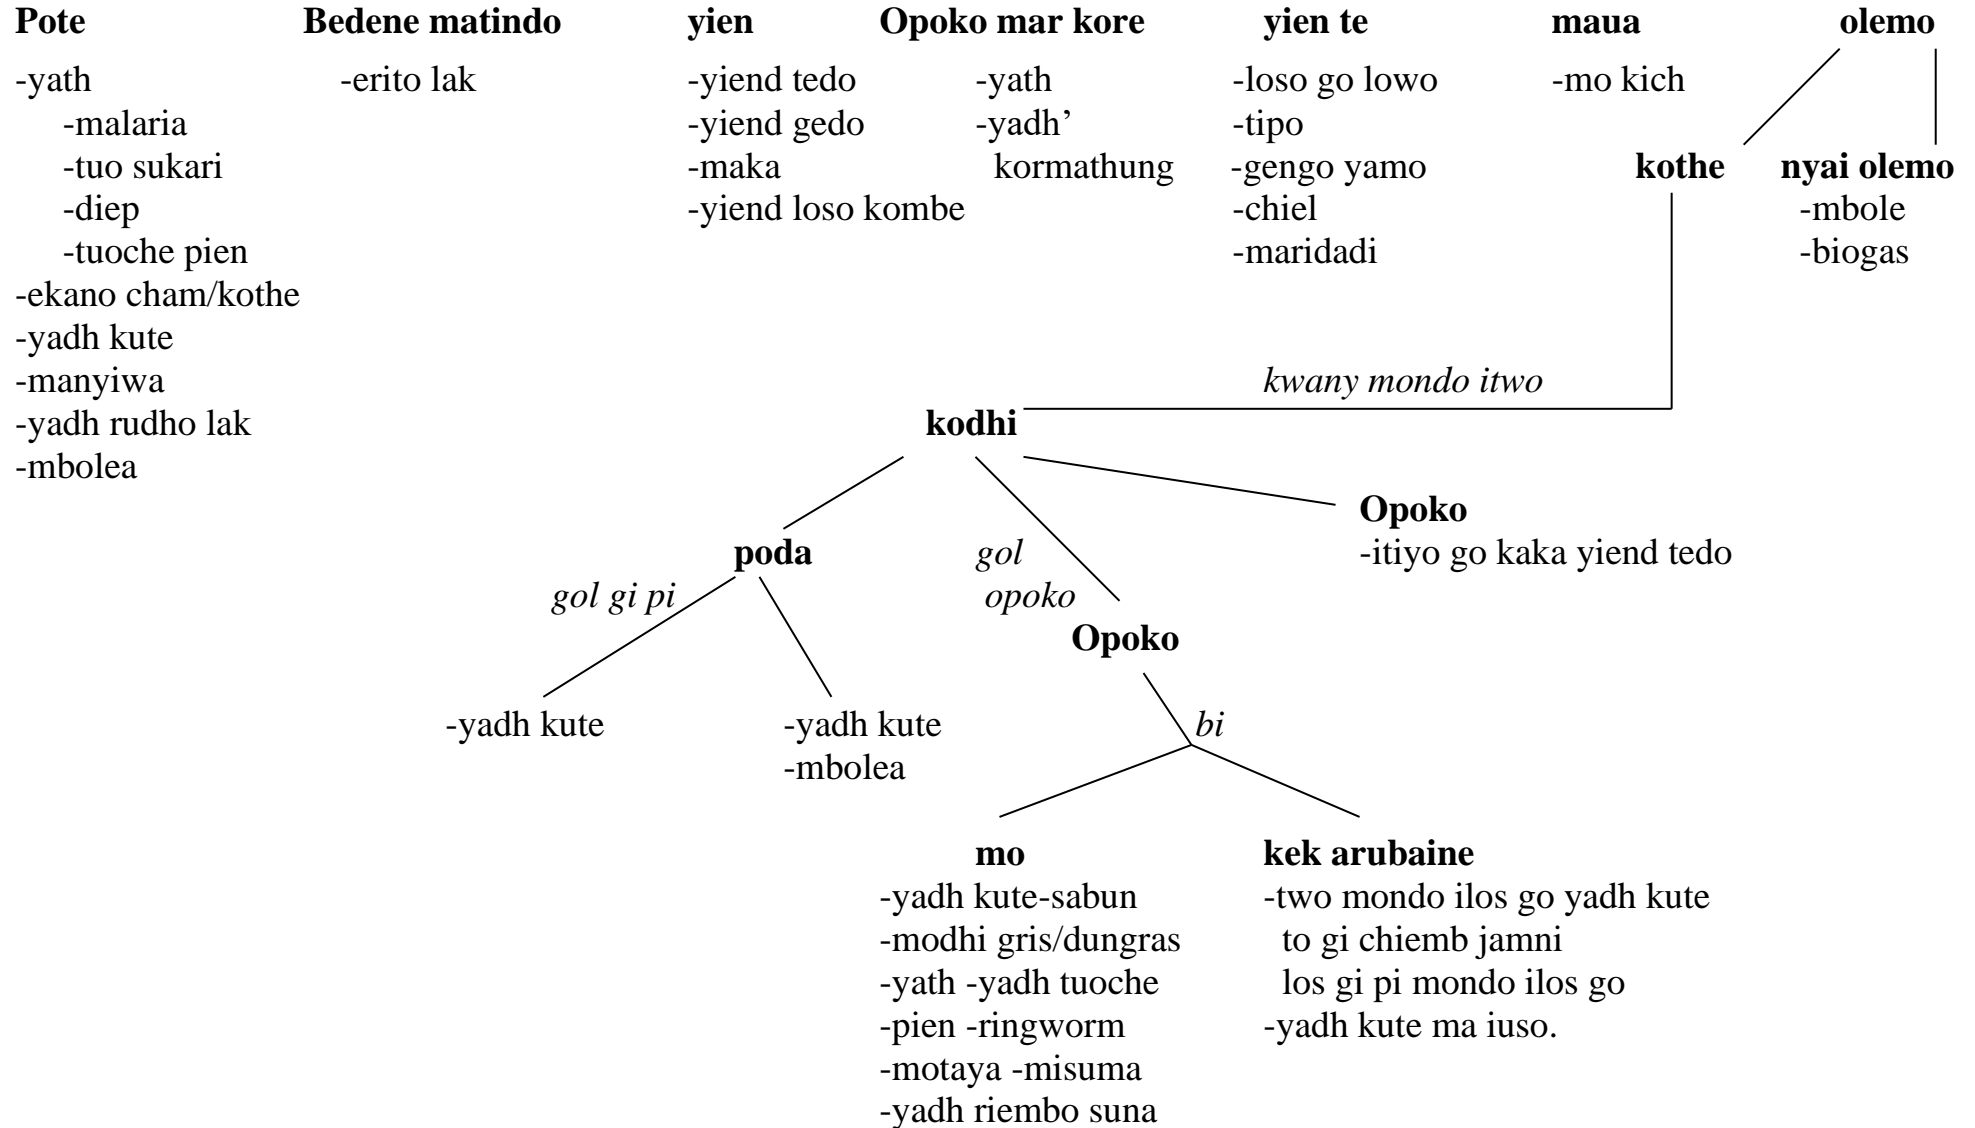 Pote
-yath
-malaria
-tuo sukari
-diep
-tuoche pien
-ekano cham/kothe
-yadh kute
-manyiwa
-yadh rudho lak
-mbolea
Bedene matindo
-erito lak
yien
-yiend tedo
-yiend gedo
-maka
-yiend loso kombe
Opoko mar kore
-yath
-yadh’
kormathung
yien te
-loso go lowo
-tipo
-gengo yamo
-chiel
-maridadi
maua
-mo kich
olemo
kothe
nyai olemo
-mbole
-biogas
kwany mondo itwo
kodhi
poda
gol gi pi
-yadh kute
-yadh kute
-mbolea
gol
opoko
Opoko
bi
mo
-yadh kute-sabun
-modhi gris/dungras
-yath -yadh tuoche
-pien -ringworm
-motaya -misuma
-yadh riembo suna
kek arubaine
-two mondo ilos go yadh kute
to gi chiemb jamni
los gi pi mondo ilos go
-yadh kute ma iuso.
Opoko
-itiyo go kaka yiend tedo